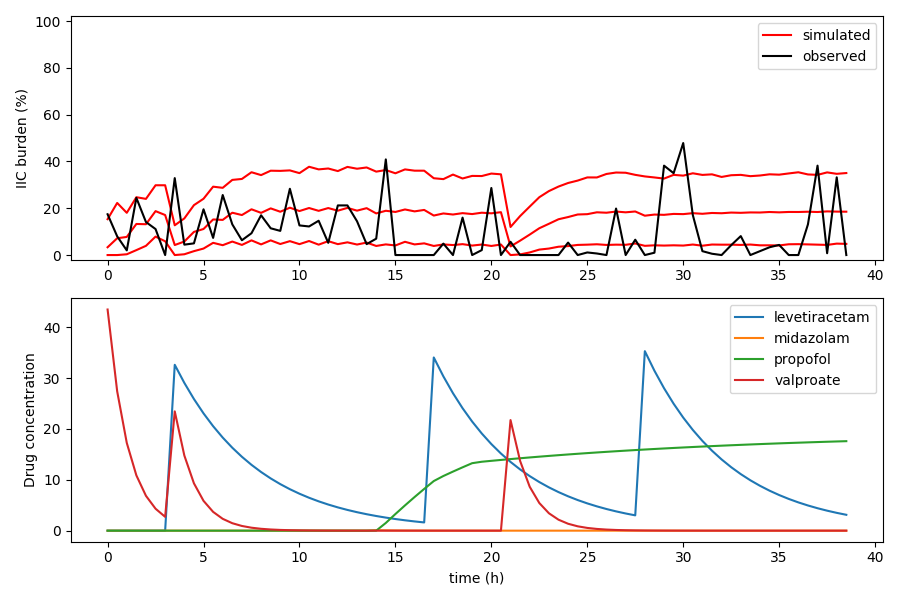 100
80
60
40
20
0
IIC burden (%)
simulated
observed
0 5 10 15 20 25 30 35 40
40
30
20
10
0
Drug concentration
levetiracetam
midazolam
propofol
valproate
0 5 10 15 20 25 30 35 40
time (h)